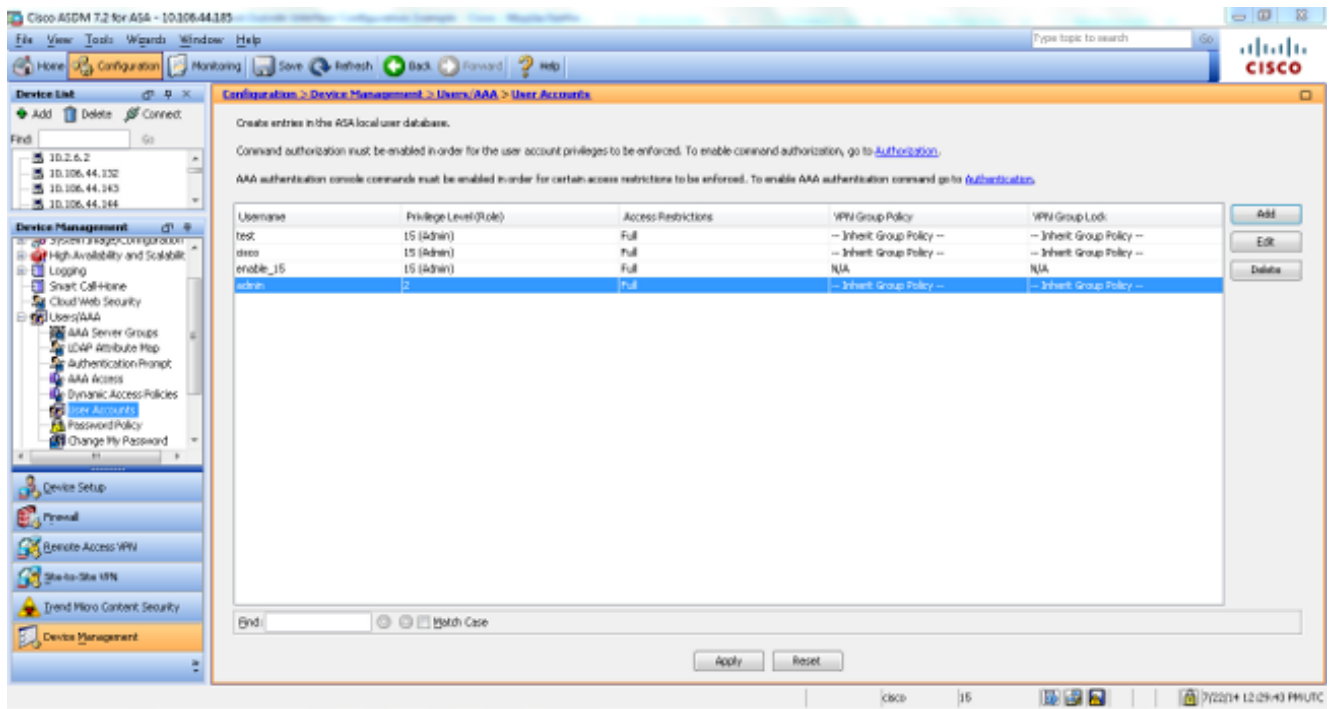 Cisco ASDM 7.2 for ASA - 10.106.44.185
File View Tools Wizards Window Help
Type topic to search Go
Home Configuration Monitoring Save Refresh Back Forward Help
CISCO
Device List
Add Delete Connect
Find: Go
10.2.6.2
10.106.44.132
10.106.44.143
10.106.44.144
Device Management
System Image/Configuration
High Availability and Scalabilit
Logging
Smart Call-Home
Cloud Web Security
Users/AAA
AAA Server Groups
LDAP Attribute Map
Authentication Prompt
AAA Access
Dynamic Access Policies
User Accounts
Password Policy
Change My Password
Device Setup
Firewall
Remote Access VPN
Site-to-Site VPN
Trend Micro Content Security
Device Management
Configuration > Device Management > Users/AAA > User Accounts
Create entries in the ASA local user database.
Command authorization must be enabled in order for the user account privileges to be enforced. To enable command authorization, go to Authorization.
AAA authentication console commands must be enabled in order for certain access restrictions to be enforced. To enable AAA authentication command go to Authentication.
Username Privilege Level (Role) Access Restrictions VPN Group Policy VPN Group Lock
test 15 (Admin) Full -- Inherit Group Policy -- -- Inherit Group Policy --
cisco 15 (Admin) Full -- Inherit Group Policy -- -- Inherit Group Policy --
enable_15 15 (Admin) Full N/A N/A
admin 2 Full -- Inherit Group Policy -- -- Inherit Group Policy --
Add
Edit
Delete
Find: Match Case
Apply Reset
cisco 15 7/22/14 12:29:43 PM UTC